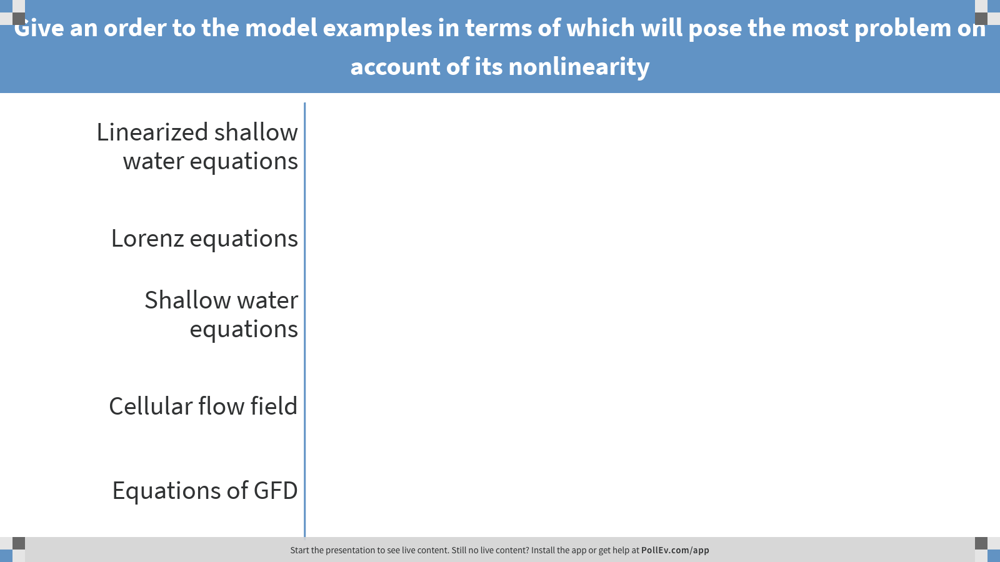 Give an order to the model examples in terms of which will pose the most problem on
account of its nonlinearity
Linearized shallow
water equations
Lorenz equations
Shallow water
equations
Cellular flow field
Equations of GFD
Start the presentation to see live content. Still no live content? Install the app or get help at PollEv.com/app